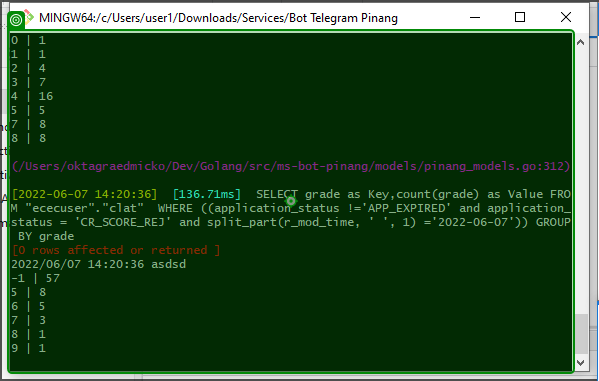 MINGW64:/c/Users/user1/Downloads/Services/Bot Telegram Pinang
0 | 1
1 | 1
2 | 4
3 | 7
4 | 16
5 | 5
7 | 8
8 | 8
(/Users/oktagraedmicko/Dev/Golang/src/ms-bot-pinang/models/pinang_models.go:312)
[2022-06-07 14:20:36]  [136.71ms]  SELECT grade as Key,count(grade) as Value FRO
M "ececuser"."clat"  WHERE ((application_status !='APP_EXPIRED' and application_
status = 'CR_SCORE_REJ' and split_part(r_mod_time, ' ', 1) ='2022-06-07')) GROUP
 BY grade
[0 rows affected or returned ]
2022/06/07 14:20:36 asdsd
-1 | 57
5 | 8
6 | 5
7 | 3
8 | 1
9 | 1